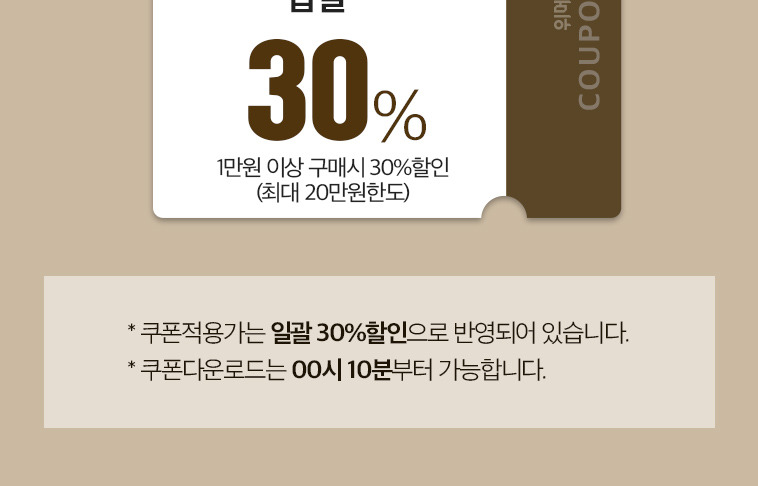 30%
1만원 이상 구매시 30%할인
(최대 20만원한도)
COUPO
* 쿠폰적용가는 일괄 30%할인으로 반영되어 있습니다.
* 쿠폰다운로드는 00시 10분부터 가능합니다.